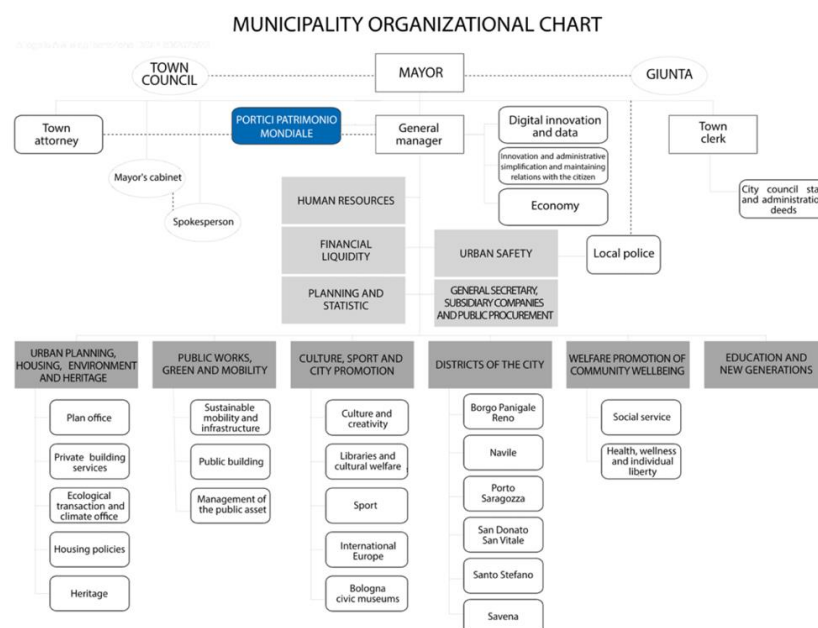 MUNICIPALITY ORGANIZATIONAL CHART
TOWN
COUNCIL
MAYOR
GIUNTA
Town
attorney
PORTICI PATRIMONIO
MONDIALE
General
manager
Digital innovation
and data
Town
clerk
Innovation and administrative
simplification and maintaining
relations with the citizen
Mayor's cabinet
Economy
City council sta
and administration
deeds
Spokesperson
HUMAN RESOURCES
FINANCIAL
LIQUIDITY
URBAN SAFETY
Local police
PLANNING AND
STATISTIC
GENERAL SECRETARY,
SUBSIDIARY COMPANIES
AND PUBLIC PROCUREMENT
URBAN PLANNING,
HOUSING, ENVIRONMENT
AND HERITAGE
PUBLIC WORKS,
GREEN AND MOBILITY
CULTURE, SPORT AND
CITY PROMOTION
DISTRICTS OF THE CITY
WELFARE PROMOTION OF
COMMUNITY WELLBEING
EDUCATION AND
NEW GENERATIONS
Plan office
Private building
services
Ecological
transaction and
climate office
Housing policies
Heritage
Sustainable
mobility and
infrastructure
Public building
Management of
the public asset
Culture and
creativity
Libraries and
cultural welfare
Sport
International
Europe
Bologna
civic museums
Borgo Panigale
Reno
Navile
Porto
Saragozza
San Donato
San Vitale
Santo Stefano
Savena
Social service
Health, wellness
and individual
liberty